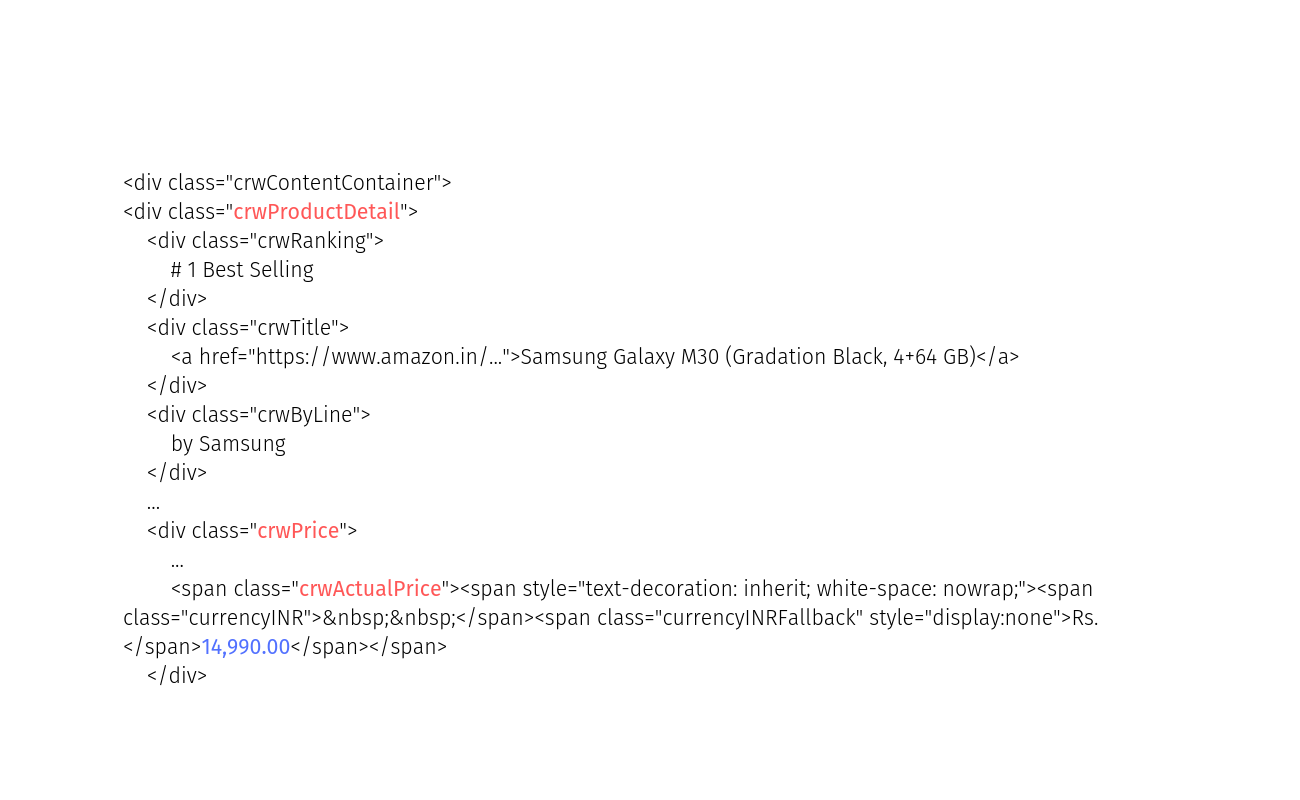 <div class="crwContentContainer">
<div class="crwProductDetail">
<div class="crwRanking">
# 1 Best Selling
</div>
<div class="crwTitle">
<a href="https://www.amazon.in/...">Samsung Galaxy M30 (Gradation Black, 4+64 GB)</a>
</div>
<div class="crwByLine">
by Samsung
</div>
...
<div class="crwPrice">
...
<span class="crwActualPrice"><span style="text-decoration: inherit; white-space: nowrap;"><span
class="currencyINR">&nbsp;&nbsp;</span><span class="currencyINRFallback" style="display:none">Rs.
</span>14,990.00</span></span>
</div>